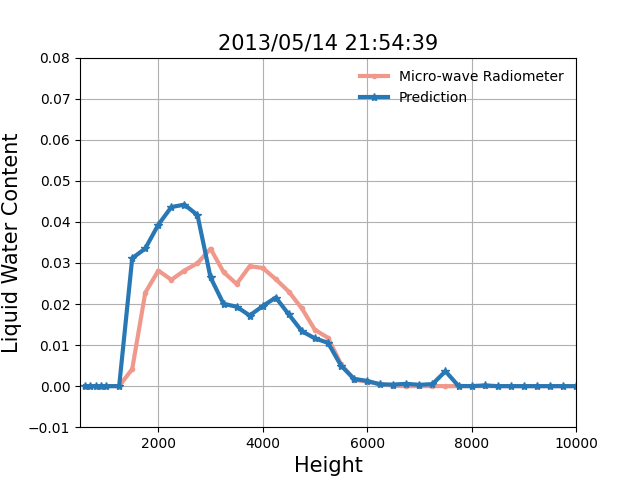 2013/05/14 21:54:39
Micro-wave Radiometer
Prediction
Liquid Water Content
0.08
0.07
0.06
0.05
0.04
0.03
0.02
0.01
0.00
−0.01
2000 4000 6000 8000 10000
Height